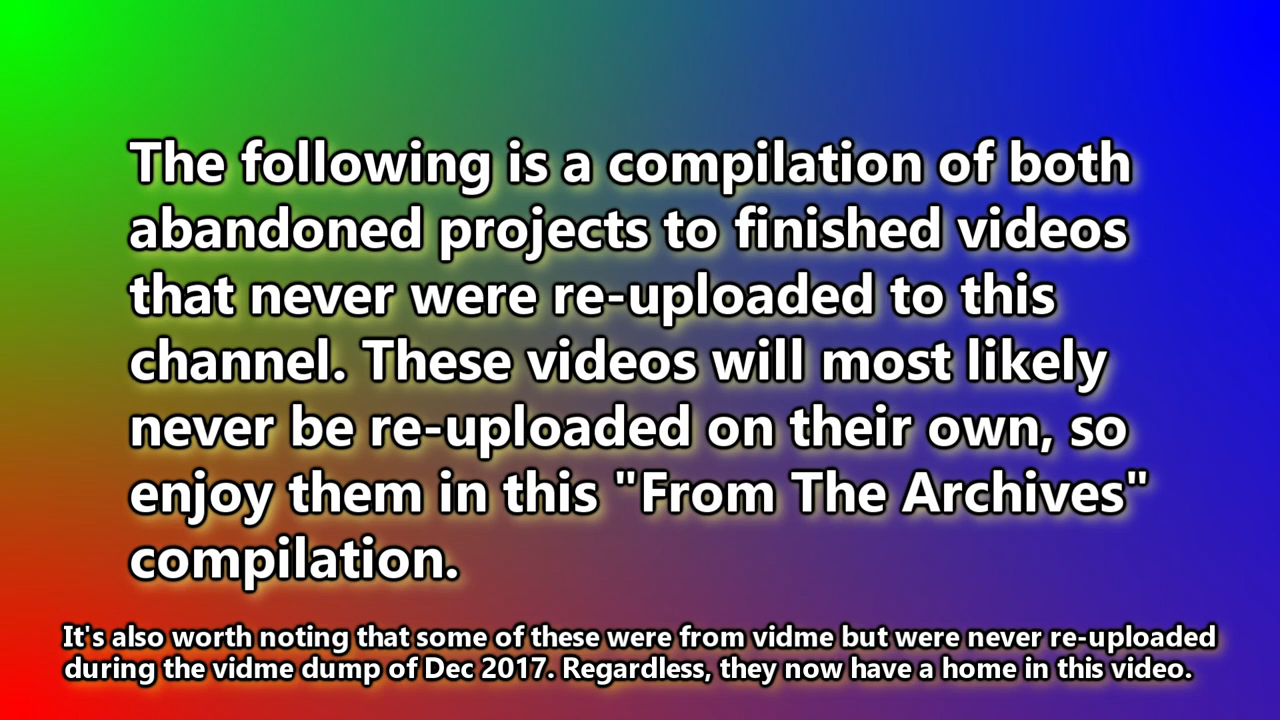 The following is a compilation of both
abandoned projects to finished videos
that never were re-uploaded to this
channel. These videos will most likely
never be re-uploaded on their own, so
enjoy them in this "From The Archives"
compilation.
It's also worth noting that some of these were from vidme but were never re-uploaded
during the vidme dump of Dec 2017. Regardless, they now have a home in this video.